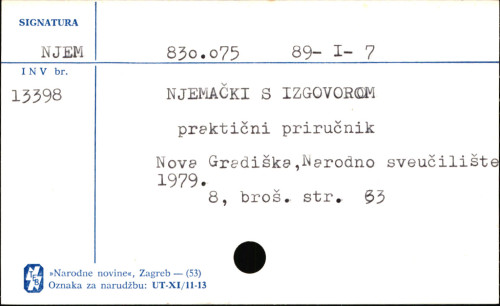 SIGNATURA
NJEM 830.075 89- I- 7
INV br.
13398 NJEMAČKI S IZGOVOROM
praktični priručnik
Nova Gradiška,Narodno sveučilište
1979.
8, broš. str. 63
»Narodne novine«, Zagreb — (53)
Oznaka za narudžbu: UT-XI/11-13